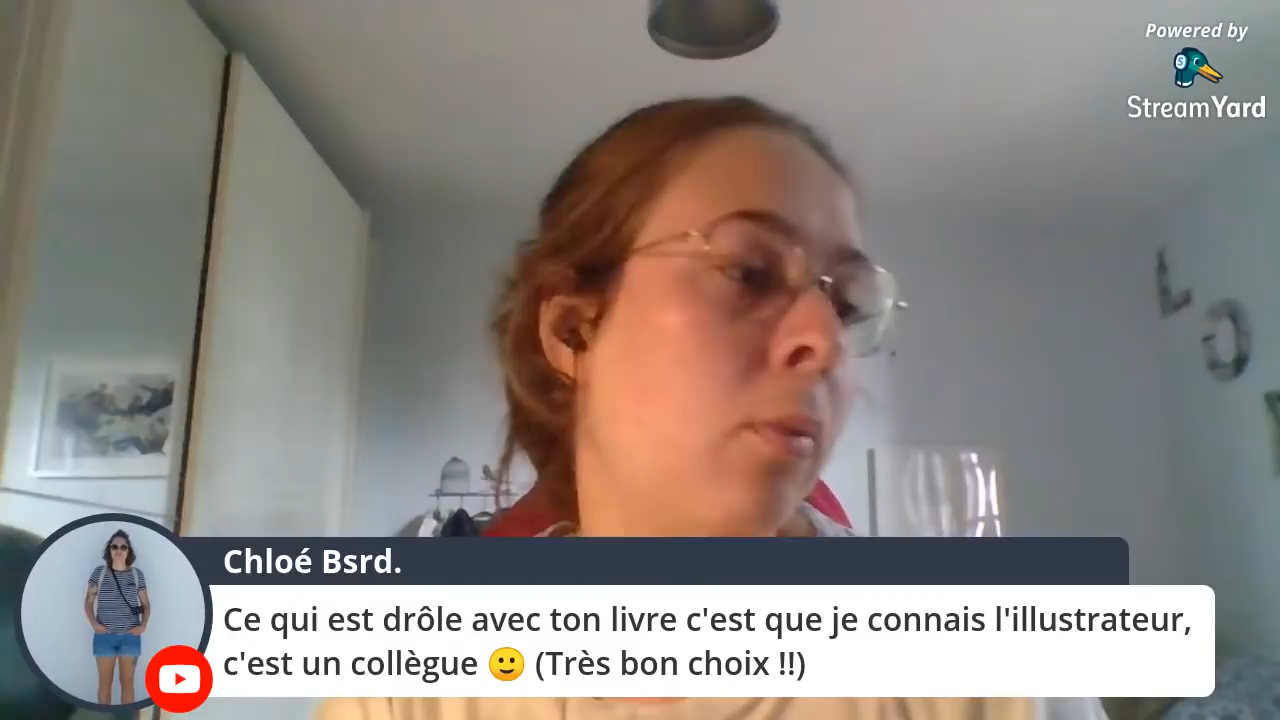 Powered by
StreamYard
L
O
Chloé Bsrd.
Ce qui est drôle avec ton livre c'est que je connais l'illustrateur,
c'est un collègue 🙂 (Très bon choix !!)